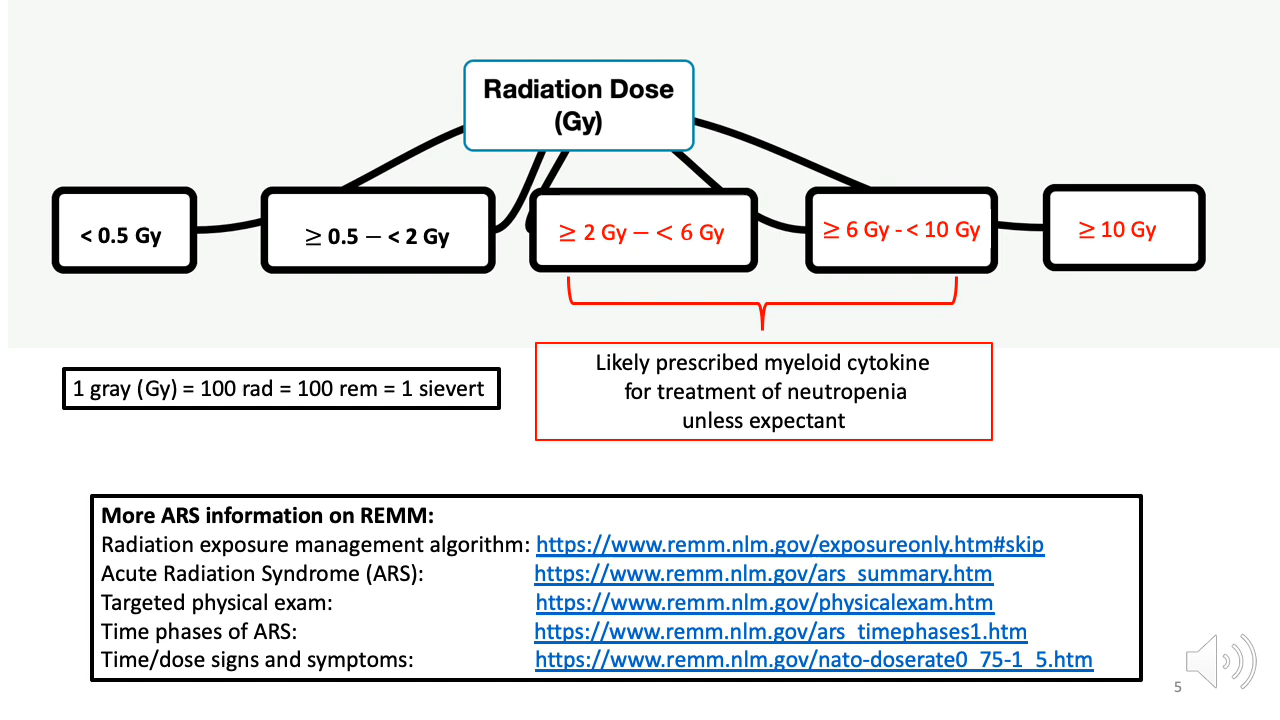 Radiation Dose
(Gy)
< 0.5 Gy
≥ 0.5 – < 2 Gy
≥ 2 Gy – < 6 Gy
≥ 6 Gy - < 10 Gy
≥ 10 Gy
Likely prescribed myeloid cytokine
for treatment of neutropenia
unless expectant
1 gray (Gy) = 100 rad = 100 rem = 1 sievert
More ARS information on REMM:
Radiation exposure management algorithm: https://www.remm.nlm.gov/exposureonly.htm#skip
Acute Radiation Syndrome (ARS): https://www.remm.nlm.gov/ars_summary.htm
Targeted physical exam: https://www.remm.nlm.gov/physicalexam.htm
Time phases of ARS: https://www.remm.nlm.gov/ars_timephases1.htm
Time/dose signs and symptoms: https://www.remm.nlm.gov/nato-doserate0_75-1_5.htm
5